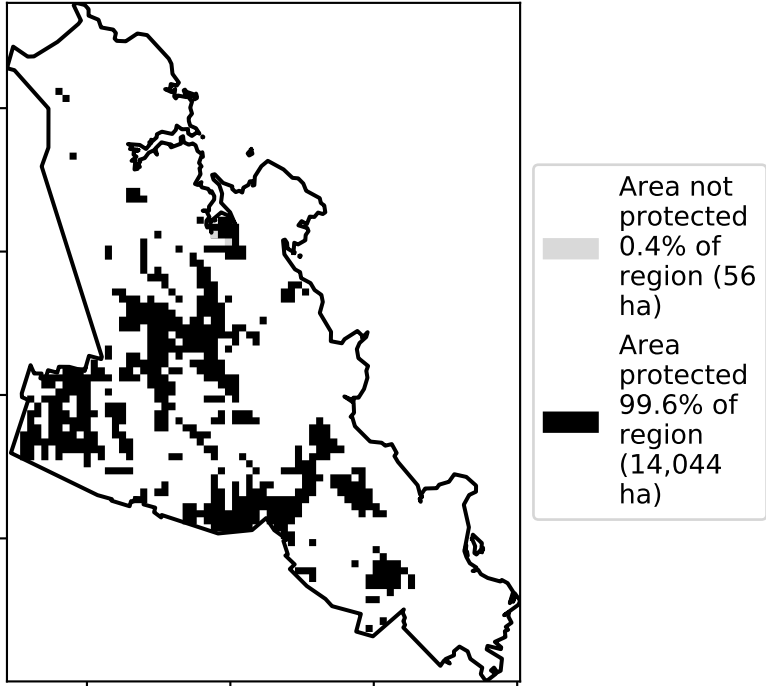 Area not
protected
0.4% of
region (56
ha)
Area
protected
99.6% of
region
(14,044
ha)